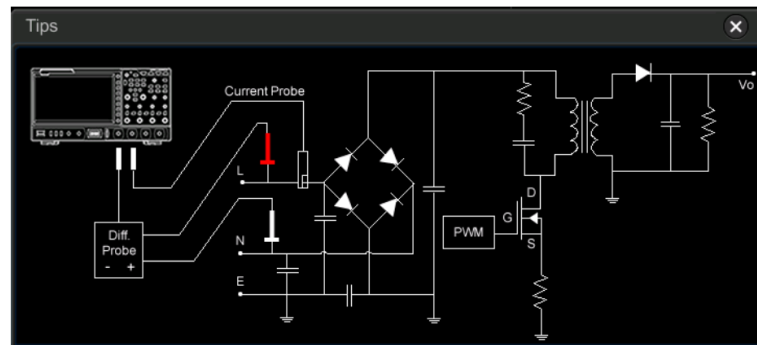 Tips
Current Probe
Vo
L
D
G
PWM
S
N
Diff.
Probe
- +
E